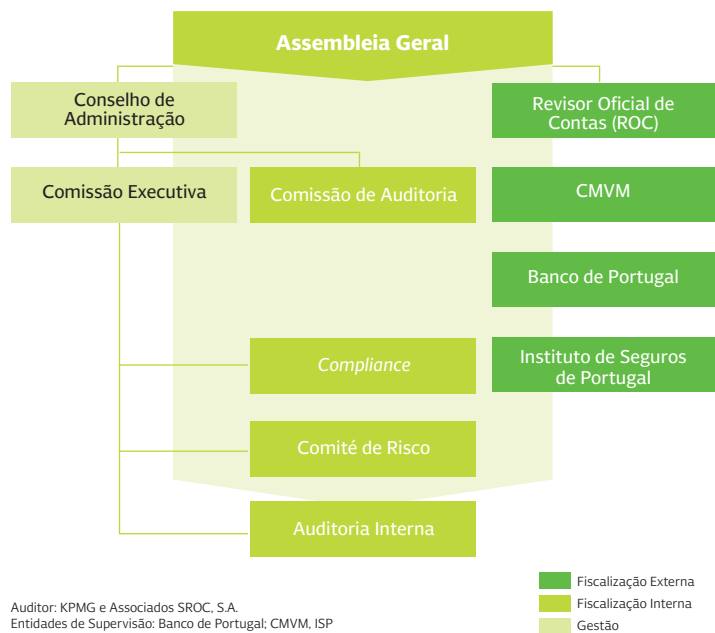 Assembleia Geral
Conselho de
Administração
Revisor Oficial de
Contas (ROC)
Comissão Executiva
Comissão de Auditoria
CMVM
Banco de Portugal
Compliance
Instituto de Seguros
de Portugal
Comité de Risco
Auditoria Interna
Auditor: KPMG e Associados SROC, S.A.
Entidades de Supervisão: Banco de Portugal; CMVM, ISP
Fiscalização Externa
Fiscalização Interna
Gestão